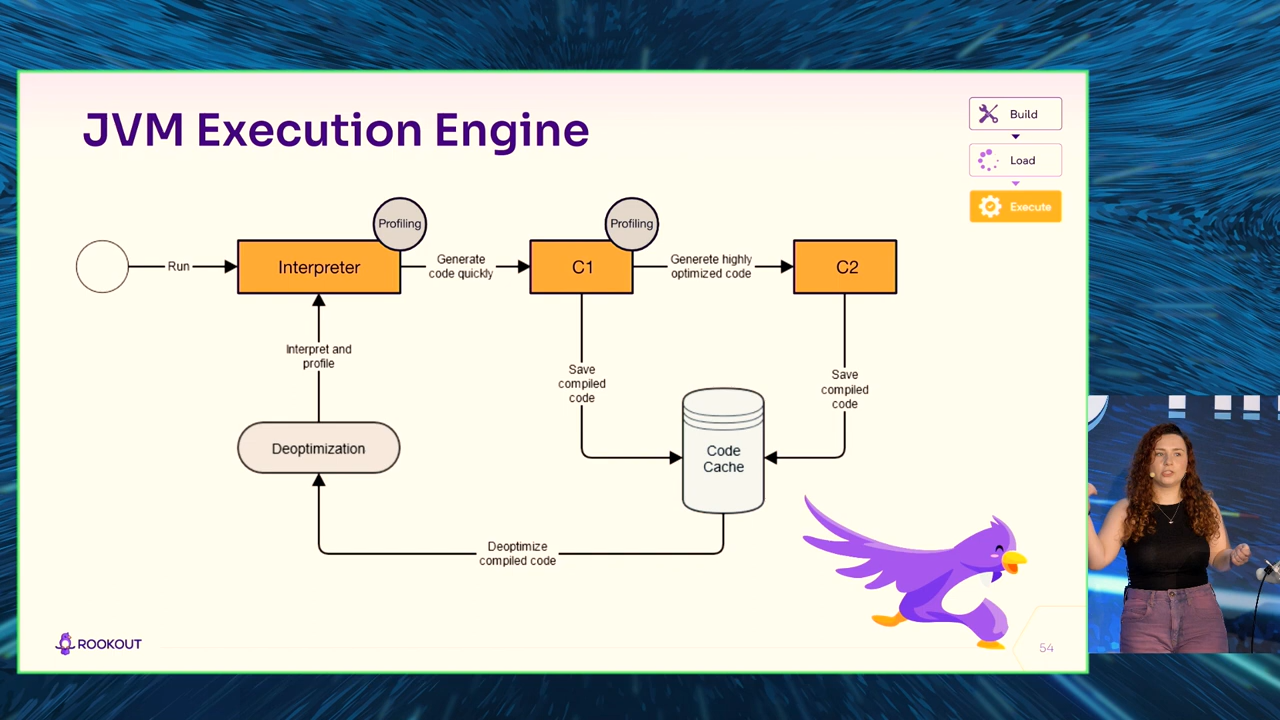 JVM Execution Engine
Build
Load
Execute
Profiling
Profiling
Run
Interpreter
Generate
code quickly
C1
Generete highly
optimized code
C2
Interpret and
profile
Save
compiled
code
Save
compiled
code
Deoptimization
Code
Cache
Deoptimize
compiled code
ROOKOUT
54